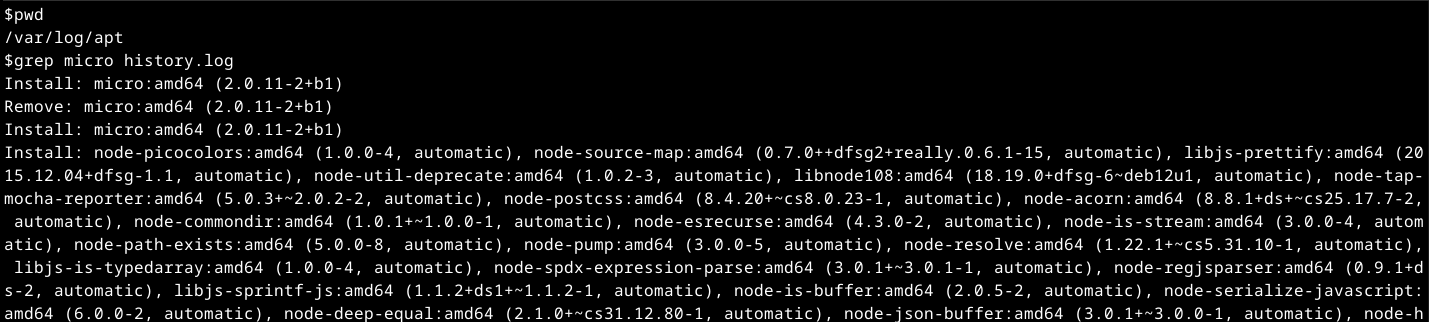 $pwd
/var/log/apt
$grep micro history.log
Install: micro:amd64 (2.0.11-2+b1)
Remove: micro:amd64 (2.0.11-2+b1)
Install: micro:amd64 (2.0.11-2+b1)
Install: node-picocolors:amd64 (1.0.0-4, automatic), node-source-map:amd64 (0.7.0++dfsg2+really.0.6.1-15, automatic), libjs-prettify:amd64 (20
15.12.04+dfsg-1.1, automatic), node-util-deprecate:amd64 (1.0.2-3, automatic), libnode108:amd64 (18.19.0+dfsg-6~deb12u1, automatic), node-tap-
mocha-reporter:amd64 (5.0.3+~2.0.2-2, automatic), node-postcss:amd64 (8.4.20+~cs8.0.23-1, automatic), node-acorn:amd64 (8.8.1+ds+~cs25.17.7-2,
 automatic), node-commondir:amd64 (1.0.1+~1.0.0-1, automatic), node-esrecurse:amd64 (4.3.0-2, automatic), node-is-stream:amd64 (3.0.0-4, autom
atic), node-path-exists:amd64 (5.0.0-8, automatic), node-pump:amd64 (3.0.0-5, automatic), node-resolve:amd64 (1.22.1+~cs5.31.10-1, automatic),
 libjs-is-typedarray:amd64 (1.0.0-4, automatic), node-spdx-expression-parse:amd64 (3.0.1+~3.0.1-1, automatic), node-regjsparser:amd64 (0.9.1+d
s-2, automatic), libjs-sprintf-js:amd64 (1.1.2+ds1+~1.1.2-1, automatic), node-is-buffer:amd64 (2.0.5-2, automatic), node-serialize-javascript:
amd64 (6.0.0-2, automatic), node-deep-equal:amd64 (2.1.0+~cs31.12.80-1, automatic), node-json-buffer:amd64 (3.0.1+~3.0.0-1, automatic), node-h